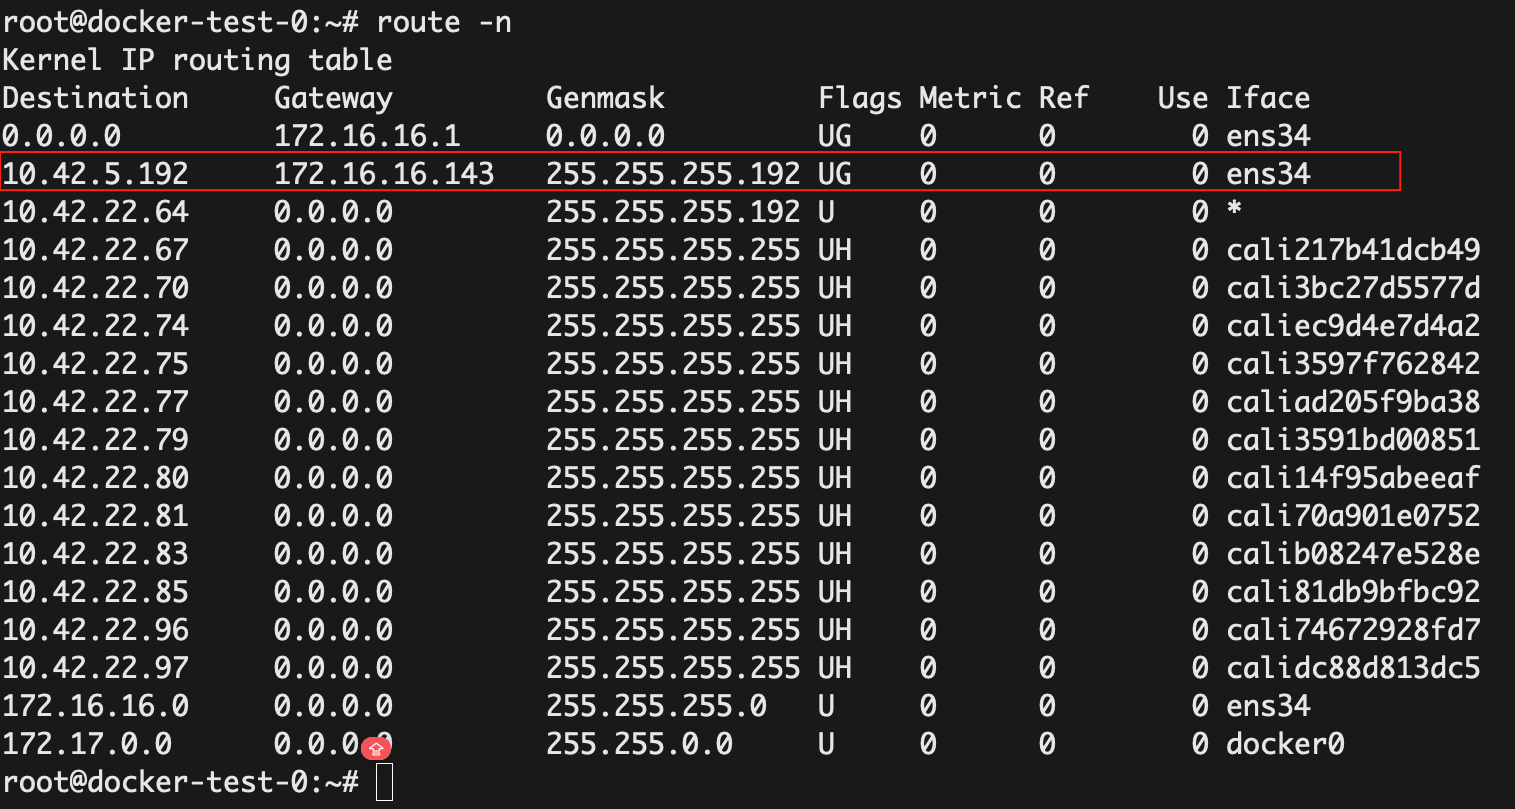 root@docker-test-0:~# route -n
Kernel IP routing table
Destination     Gateway         Genmask         Flags Metric Ref    Use Iface
0.0.0.0         172.16.16.1     0.0.0.0         UG    0      0        0 ens34
10.42.5.192     172.16.16.143   255.255.255.192 UG    0      0        0 ens34
10.42.22.64     0.0.0.0         255.255.255.192 U     0      0        0 *
10.42.22.67     0.0.0.0         255.255.255.255 UH    0      0        0 cali217b41dcb49
10.42.22.70     0.0.0.0         255.255.255.255 UH    0      0        0 cali3bc27d5577d
10.42.22.74     0.0.0.0         255.255.255.255 UH    0      0        0 caliec9d4e7d4a2
10.42.22.75     0.0.0.0         255.255.255.255 UH    0      0        0 cali3597f762842
10.42.22.77     0.0.0.0         255.255.255.255 UH    0      0        0 caliad205f9ba38
10.42.22.79     0.0.0.0         255.255.255.255 UH    0      0        0 cali3591bd00851
10.42.22.80     0.0.0.0         255.255.255.255 UH    0      0        0 cali14f95abeeaf
10.42.22.81     0.0.0.0         255.255.255.255 UH    0      0        0 cali70a901e0752
10.42.22.83     0.0.0.0         255.255.255.255 UH    0      0        0 calib08247e528e
10.42.22.85     0.0.0.0         255.255.255.255 UH    0      0        0 cali81db9bfbc92
10.42.22.96     0.0.0.0         255.255.255.255 UH    0      0        0 cali74672928fd7
10.42.22.97     0.0.0.0         255.255.255.255 UH    0      0        0 calidc88d813dc5
172.16.16.0     0.0.0.0         255.255.255.0   U     0      0        0 ens34
172.17.0.0      0.0.0.0         255.255.0.0     U     0      0        0 docker0
root@docker-test-0:~#